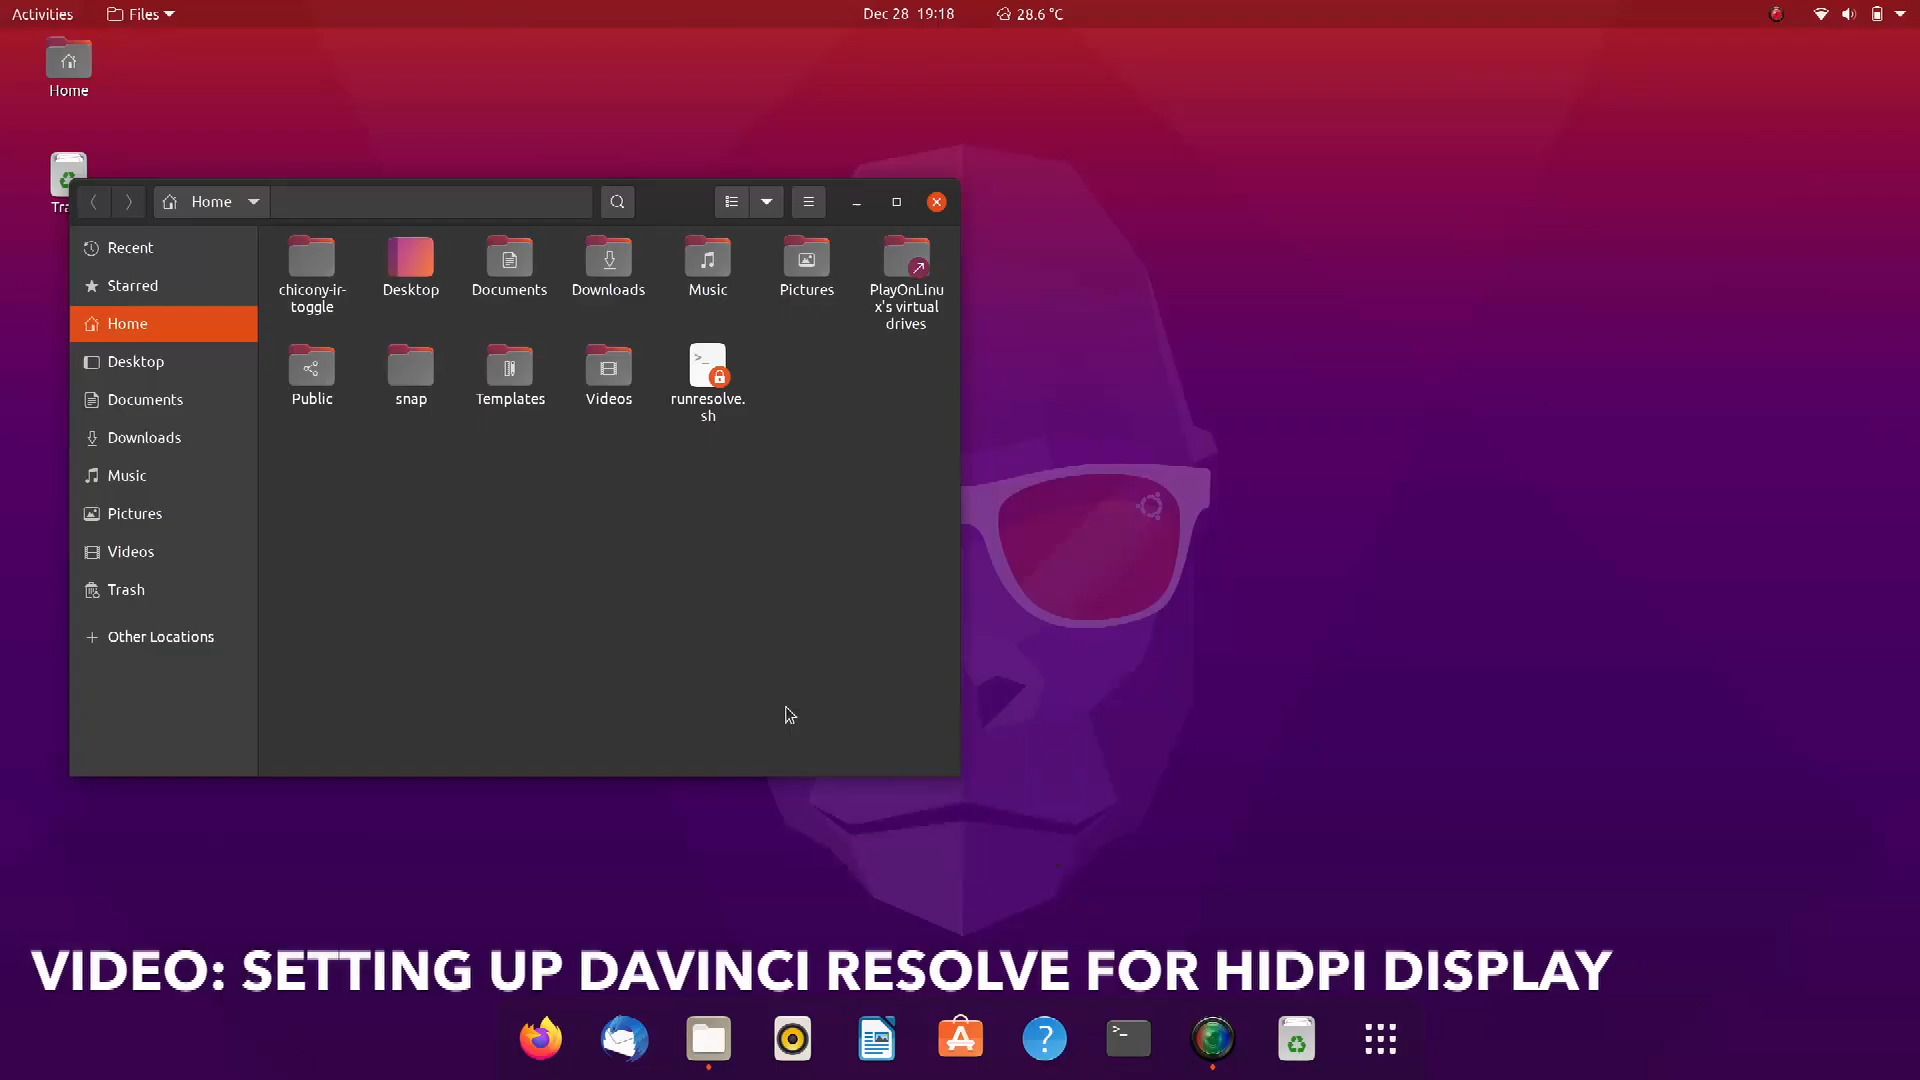 Activities
Files
Dec 28 19:18
28.6 °C
Home
Tra
Home
Recent
Starred
Home
Desktop
Documents
Downloads
Music
Pictures
Videos
Trash
Other Locations
chicony-ir-
toggle
Desktop
Documents
Downloads
Music
Pictures
PlayOnLinu
x's virtual
drives
Public
snap
Templates
Videos
>_
runresolve.
sh
VIDEO: SETTING UP DAVINCI RESOLVE FOR HIDPI DISPLAY
?
>_